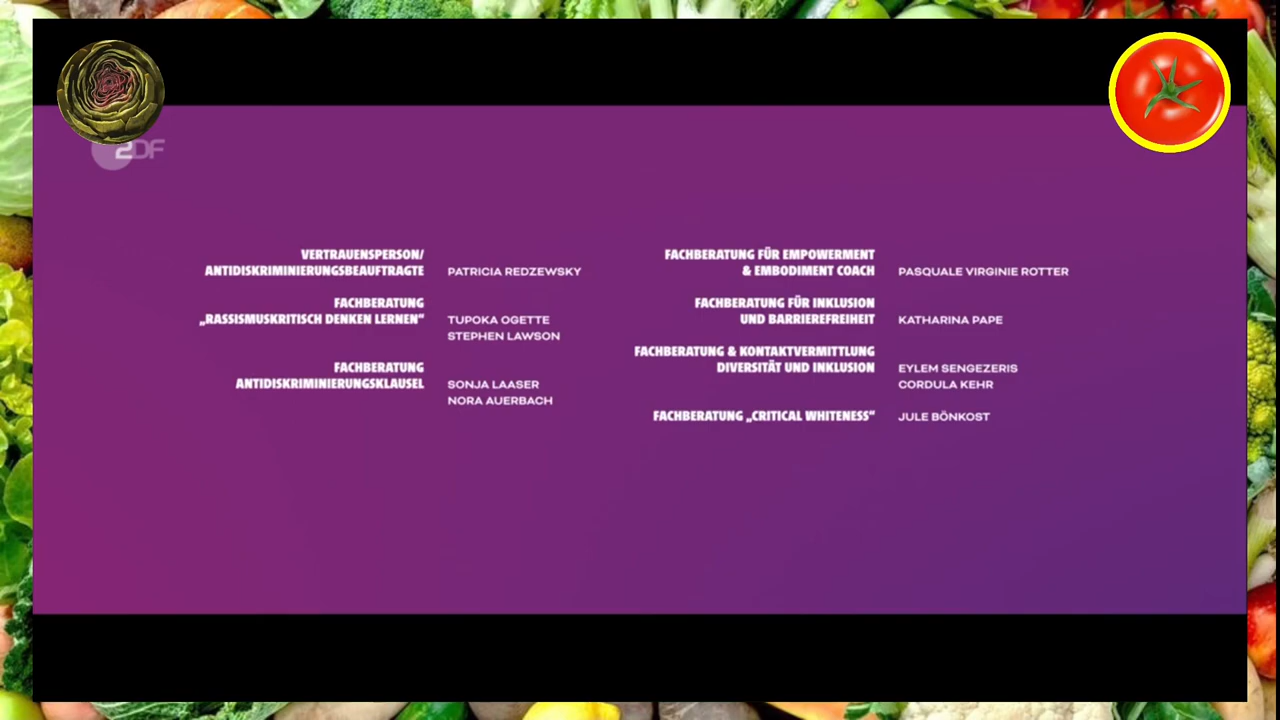 ZDF
VERTRAUENSPERSON/
ANTIDISKRIMINIERUNGSBEAUFTRAGTE PATRICIA REDZEWSKY
FACHBERATUNG
„RASSISMUSKRITISCH DENKEN LERNEN“ TUPOKA OGETTE
STEPHEN LAWSON
FACHBERATUNG
ANTIDISKRIMINIERUNGSKLAUSEL SONJA LAASER
NORA AUERBACH
FACHBERATUNG FÜR EMPOWERMENT
& EMBODIMENT COACH PASQUALE VIRGINIE ROTTER
FACHBERATUNG FÜR INKLUSION
UND BARRIEREFREIHEIT KATHARINA PAPE
FACHBERATUNG & KONTAKTVERMITTLUNG
DIVERSITÄT UND INKLUSION EYLEM SENGEZERIS
CORDULA KEHR
FACHBERATUNG „CRITICAL WHITENESS“ JULE BÖNKOST